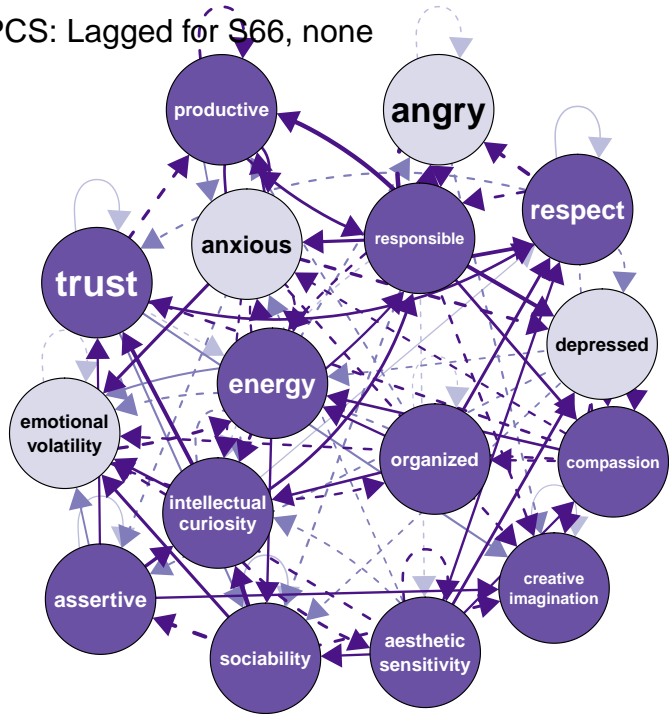 PCS: Lagged for S66, none
productive
angry
respect
anxious
responsible
trust
depressed
energy
emotional
volatility
organized
compassion
intellectual
curiosity
creative
imagination
assertive
aesthetic
sensitivity
sociability